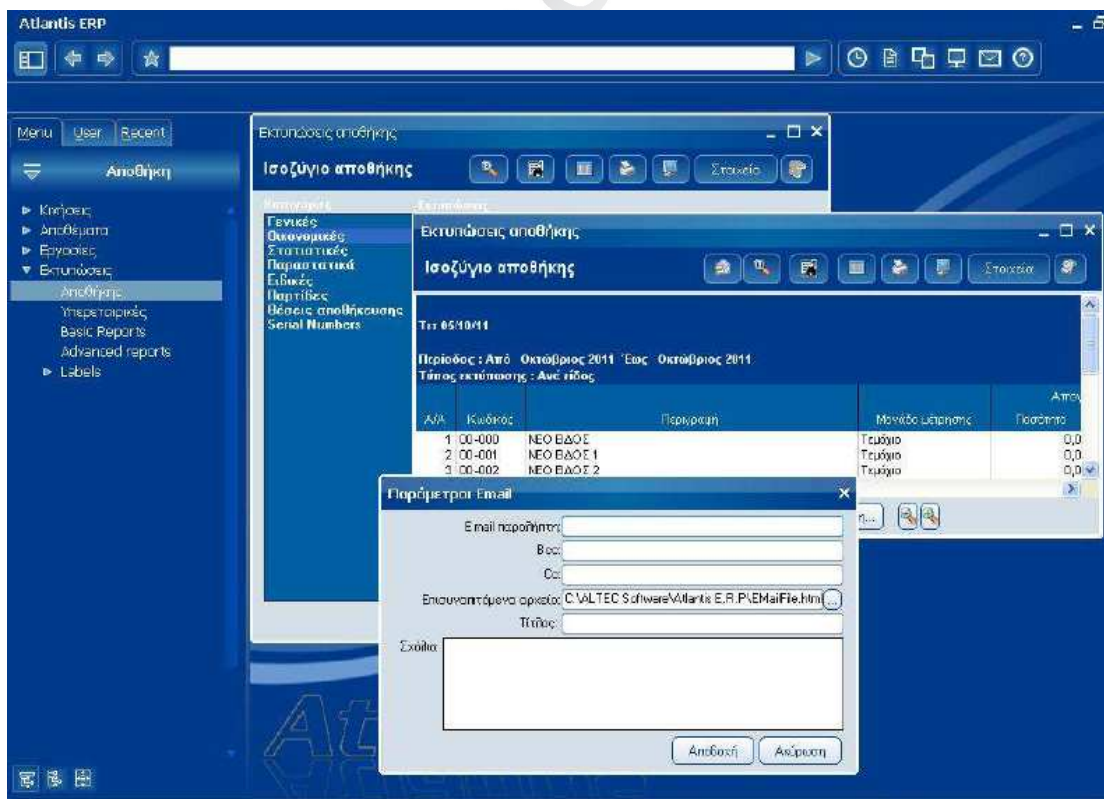 Atlantis ERP
Menu User Recent
Αποθήκη
Κινήσεις
Αποθέματα
Εργασίες
Εκτυπώσεις
Αποθήκης
Υπεραταιρικές
Basic Reports
Advanced reports
Labels
Εκτυπώσεις αποθήκης
Ισοζύγιο αποθήκης
Στοιχεία
Κατηγορίες Εκτυπώσεις
Γενικές
Οικονομικές
Στατιστικές
Παραστατικά
Ειδικές
Παρτίδες
Θέσεις αποθήκευσης
Serial Numbers
Εκτυπώσεις αποθήκης
Ισοζύγιο αποθήκης
Στοιχεία
Τετ 05/10/11
Περίοδος : Από Οκτώβριος 2011 Έως Οκτώβριος 2011
Τύπος εκτύπωσης : Ανά είδος
Απογ
Α/Α Κωδικός Περιγραφή Μονάδα μέτρησης Ποσότητα
1 00-000 ΝΕΟ ΕΙΔΟΣ Τεμάχιο 0,0
2 00-001 ΝΕΟ ΕΙΔΟΣ 1 Τεμάχιο 0,0
3 00-002 ΝΕΟ ΕΙΔΟΣ 2 Τεμάχιο 0,0
η...
Παράμετροι Email
Email παραλήπτη:
Bcc:
Cc:
Επισυναπτόμενα αρχεία: C:\ALTEC Software\Atlantis E.R.P\EMailFile.html ...
Τίτλος:
Σχόλια:
Αποδοχή Ακύρωση
At